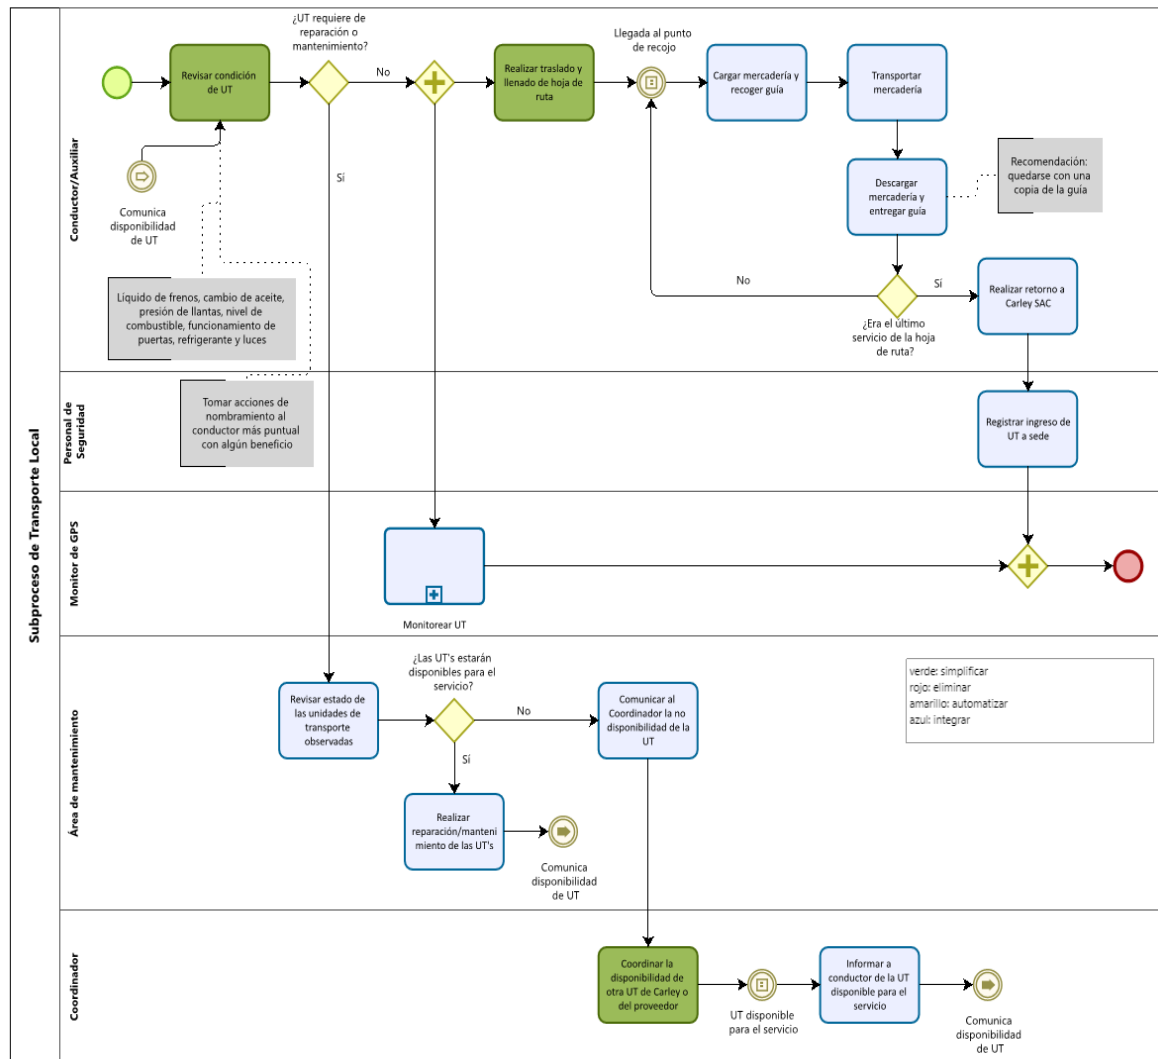 Subproceso de Transporte Local
Conductor/Auxiliar
Revisar condición
de UT
¿UT requiere de
reparación o
mantenimiento?
No
Sí
Realizar traslado y
llenado de hoja de
ruta
Llegada al punto
de recojo
Cargar mercadería y
recoger guía
Transportar
mercadería
Comunica
disponibilidad
de UT
Descargar
mercadería y
entregar guía
Recomendación:
quedarse con una
copia de la guía
Líquido de frenos, cambio de aceite,
presión de llantas, nivel de
combustible, funcionamiento de
puertas, refrigerante y luces
No
Sí
¿Era el último
servicio de la hoja
de ruta?
Realizar retorno a
Carley SAC
Personal de
Seguridad
Tomar acciones de
nombramiento al
conductor más puntual
con algún beneficio
Registrar ingreso de
UT a sede
Monitor de GPS
Monitorear UT
Área de mantenimiento
Revisar estado de
las unidades de
transporte
observadas
¿Las UT's estarán
disponibles para el
servicio?
No
Sí
Comunicar al
Coordinador la no
disponibilidad de la
UT
verde: simplificar
rojo: eliminar
amarillo: automatizar
azul: integrar
Realizar
reparación/manteni
miento de las UT's
Comunica
disponibilidad
de UT
Coordinador
Coordinar la
disponibilidad de
otra UT de Carley o
del proveedor
UT disponible
para el servicio
Informar a
conductor de la UT
disponible para el
servicio
Comunica
disponibilidad
de UT